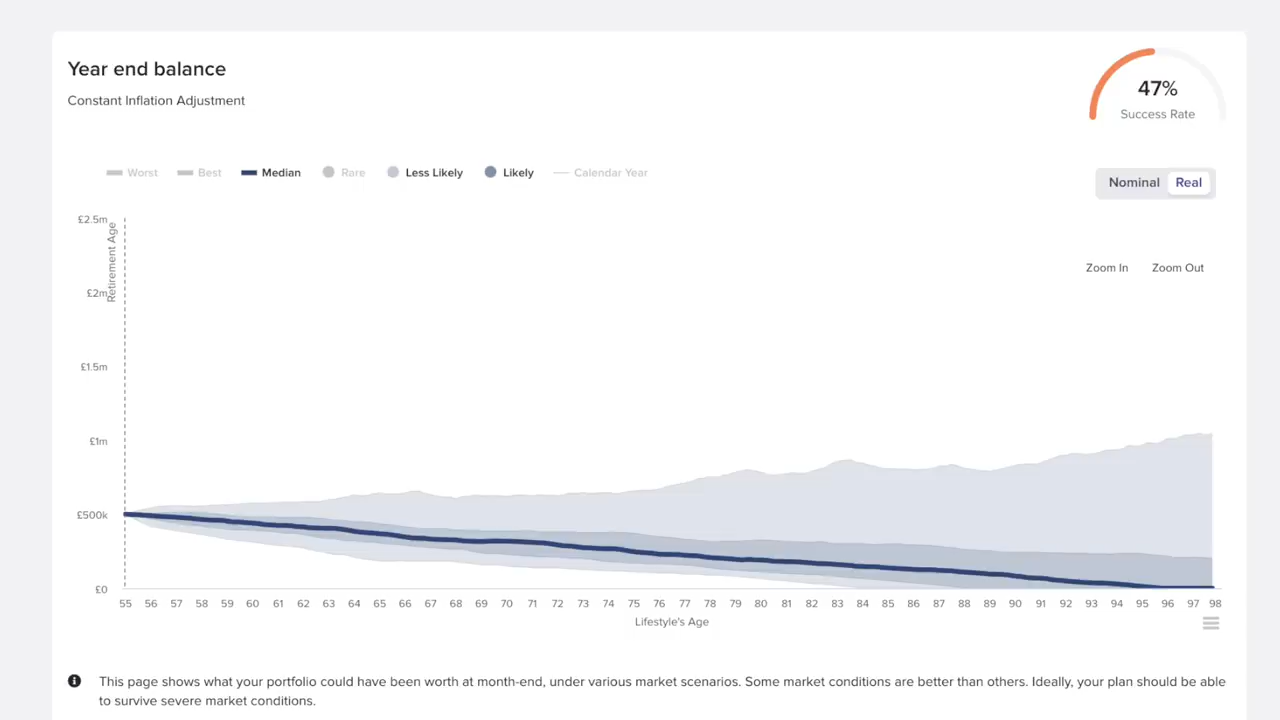 Year end balance
Constant Inflation Adjustment
47%
Success Rate
Worst Best Median Rare Less Likely Likely Calendar Year
Nominal Real
Zoom In Zoom Out
£2.5m
£2m
£1.5m
£1m
£500k
£0
Retirement Age
55 56 57 58 59 60 61 62 63 64 65 66 67 68 69 70 71 72 73 74 75 76 77 78 79 80 81 82 83 84 85 86 87 88 89 90 91 92 93 94 95 96 97 98
Lifestyle's Age
This page shows what your portfolio could have been worth at month-end, under various market scenarios. Some market conditions are better than others. Ideally, your plan should be able
to survive severe market conditions.